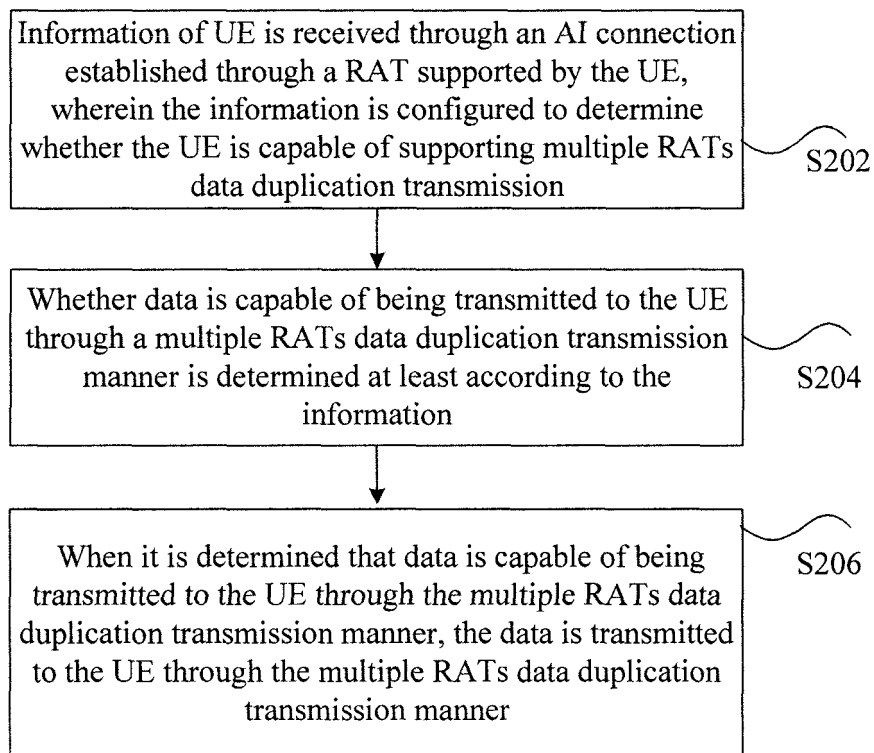 Information of UE is received through an AI connection
established through a RAT supported by the UE,
wherein the information is configured to determine
whether the UE is capable of supporting multiple RATs
data duplication transmission
S202
Whether data is capable of being transmitted to the UE
through a multiple RATs data duplication transmission
manner is determined at least according to the
information
S204
When it is determined that data is capable of being
transmitted to the UE through the multiple RATs data
duplication transmission manner, the data is transmitted
to the UE through the multiple RATs data duplication
transmission manner
S206